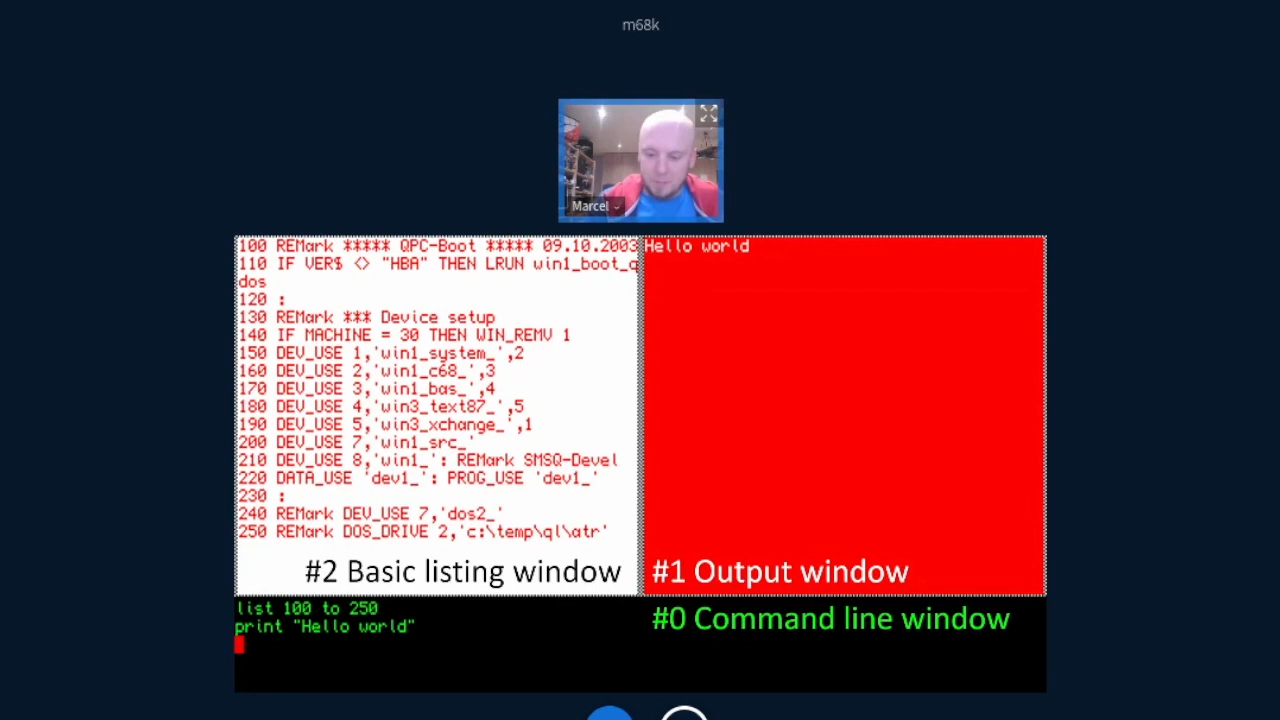 m68k
Marcel
100 REMark ***** QPC-Boot ***** 09.10.2003
110 IF VER$ <> "HBA" THEN LRUN win1_boot_q
dos
120 :
130 REMark *** Device setup
140 IF MACHINE = 30 THEN WIN_REMV 1
150 DEV_USE 1,'win1_system_',2
160 DEV_USE 2,'win1_c68_',3
170 DEV_USE 3,'win1_bas_',4
180 DEV_USE 4,'win3_text87_',5
190 DEV_USE 5,'win3_xchange_',1
200 DEV_USE 7,'win1_src_'
210 DEV_USE 8,'win1_': REMark SMSQ-Devel
220 DATA_USE 'dev1_': PROG_USE 'dev1_'
230 :
240 REMark DEV_USE 7,'dos2_'
250 REMark DOS_DRIVE 2,'c:\temp\ql\atr'
#2 Basic listing window
Hello world
#1 Output window
list 100 to 250
print "Hello world"
#0 Command line window